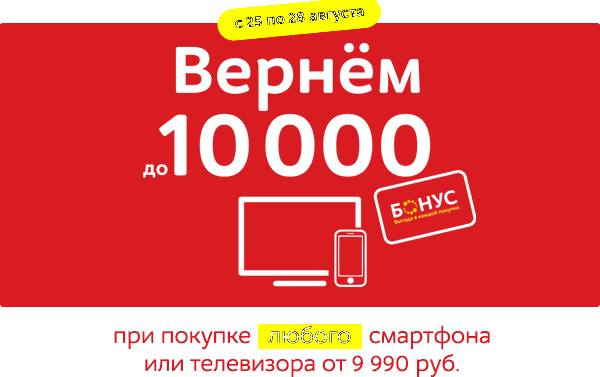 с 25 по 28 августа
Вернём
до 10 000
БОНУС
Выгода в каждой покупке
при покупке любого смартфона
или телевизора от 9 990 руб.